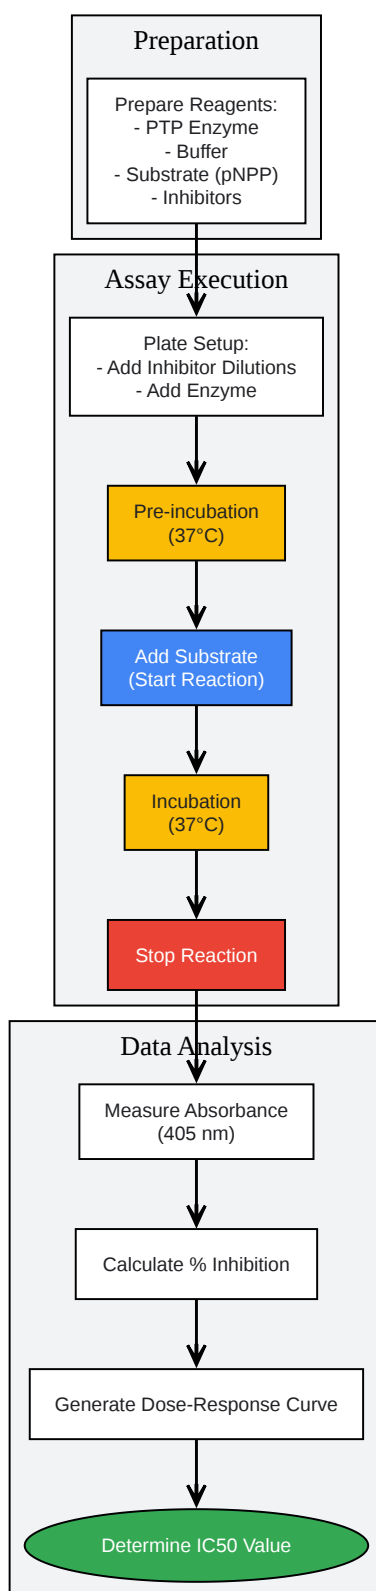 Preparation
Prepare Reagents:
- PTP Enzyme
- Buffer
- Substrate (pNPP)
- Inhibitors
Assay Execution
Plate Setup:
- Add Inhibitor Dilutions
- Add Enzyme
Pre-incubation
(37°C)
Add Substrate
(Start Reaction)
Incubation
(37°C)
Stop Reaction
Data Analysis
Measure Absorbance
(405 nm)
Calculate % Inhibition
Generate Dose-Response Curve
Determine IC50 Value